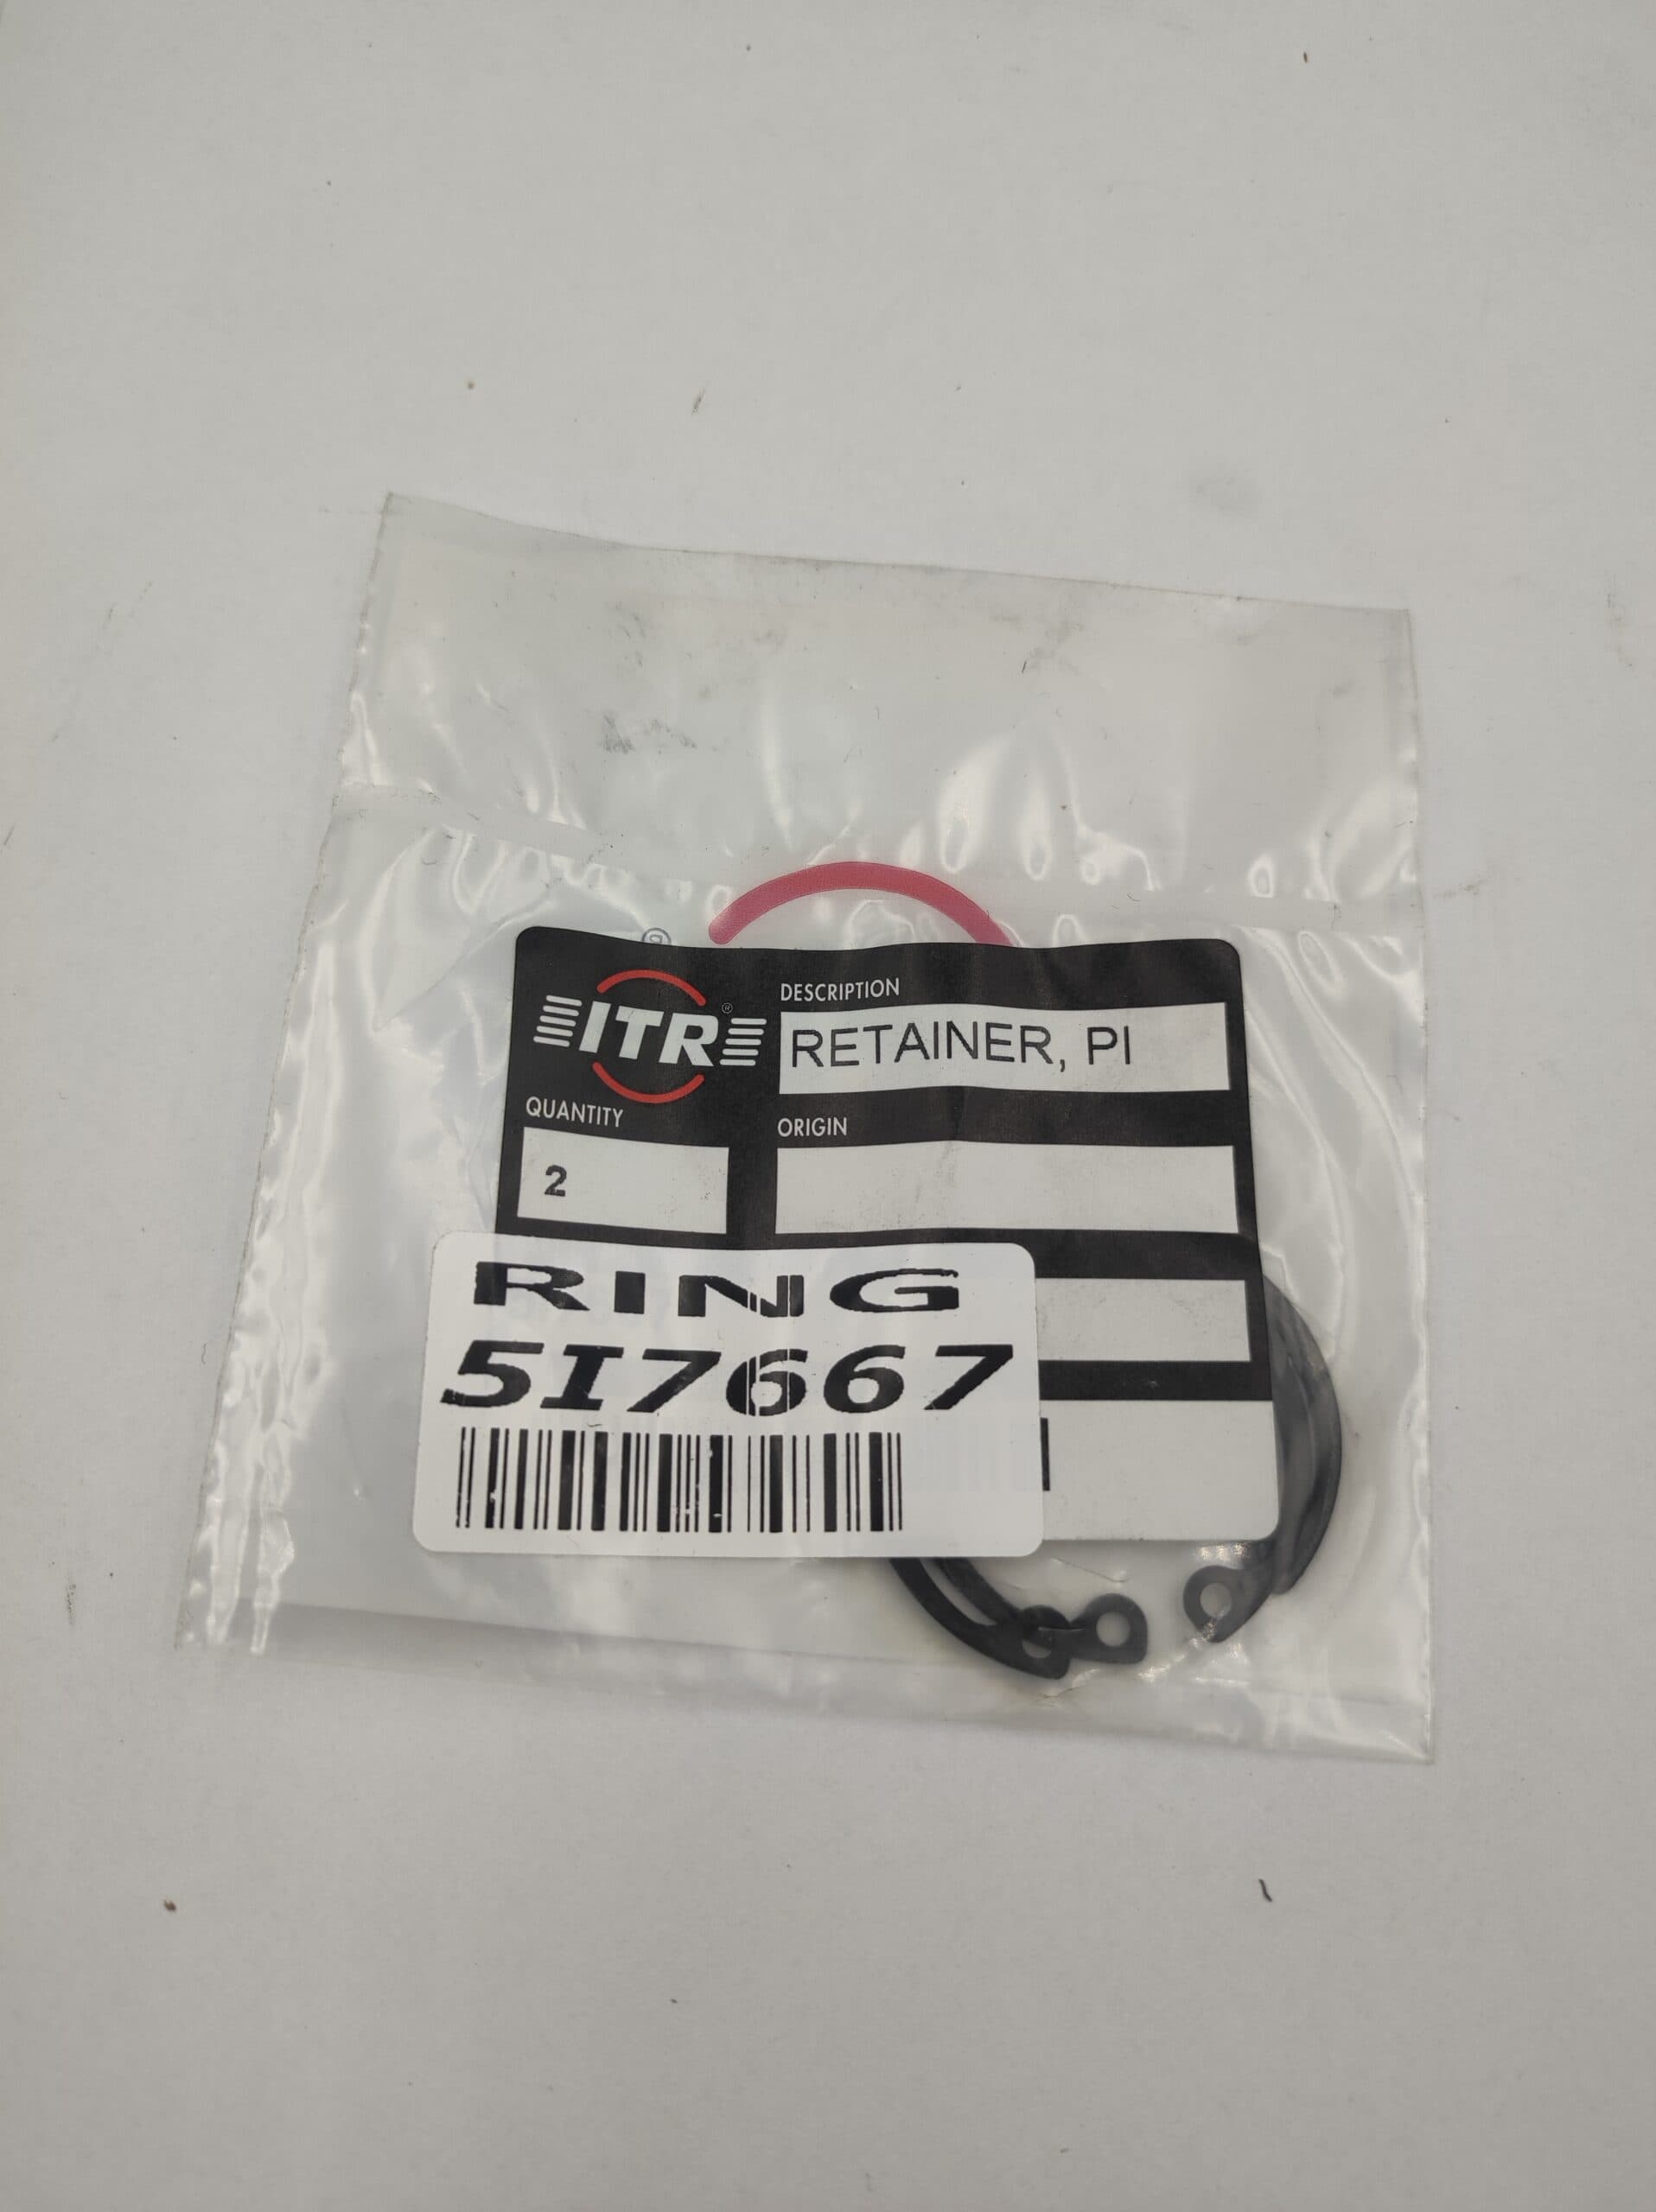 ®
ITR®
DESCRIPTION
RETAINER, PI
QUANTITY
ORIGIN
2
RING
5I7667